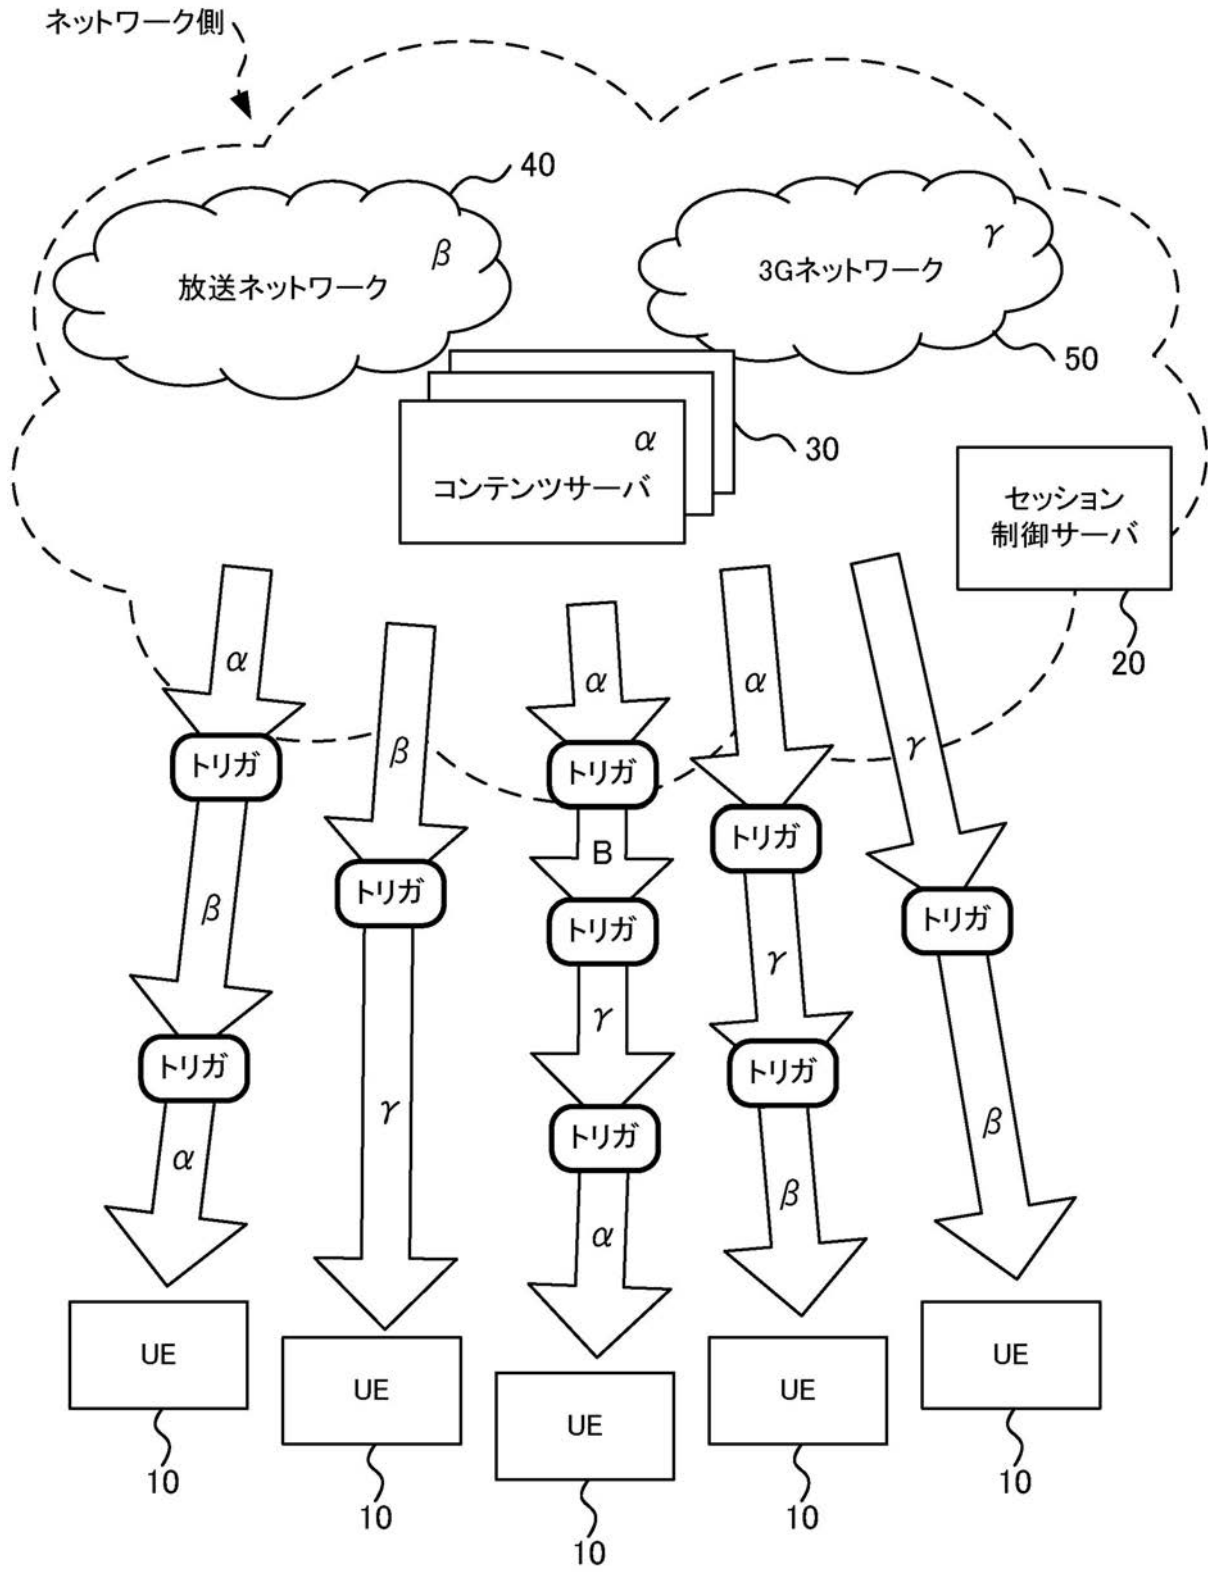 ネットワーク側
40
β
放送ネットワーク
γ
3Gネットワーク
50
α
コンテンツサーバ
30
セッション
制御サーバ
20
α
トリガ
β
トリガ
α
UE
10
β
トリガ
γ
UE
10
α
トリガ
B
トリガ
γ
トリガ
α
UE
10
α
トリガ
γ
トリガ
β
UE
10
γ
トリガ
β
UE
10